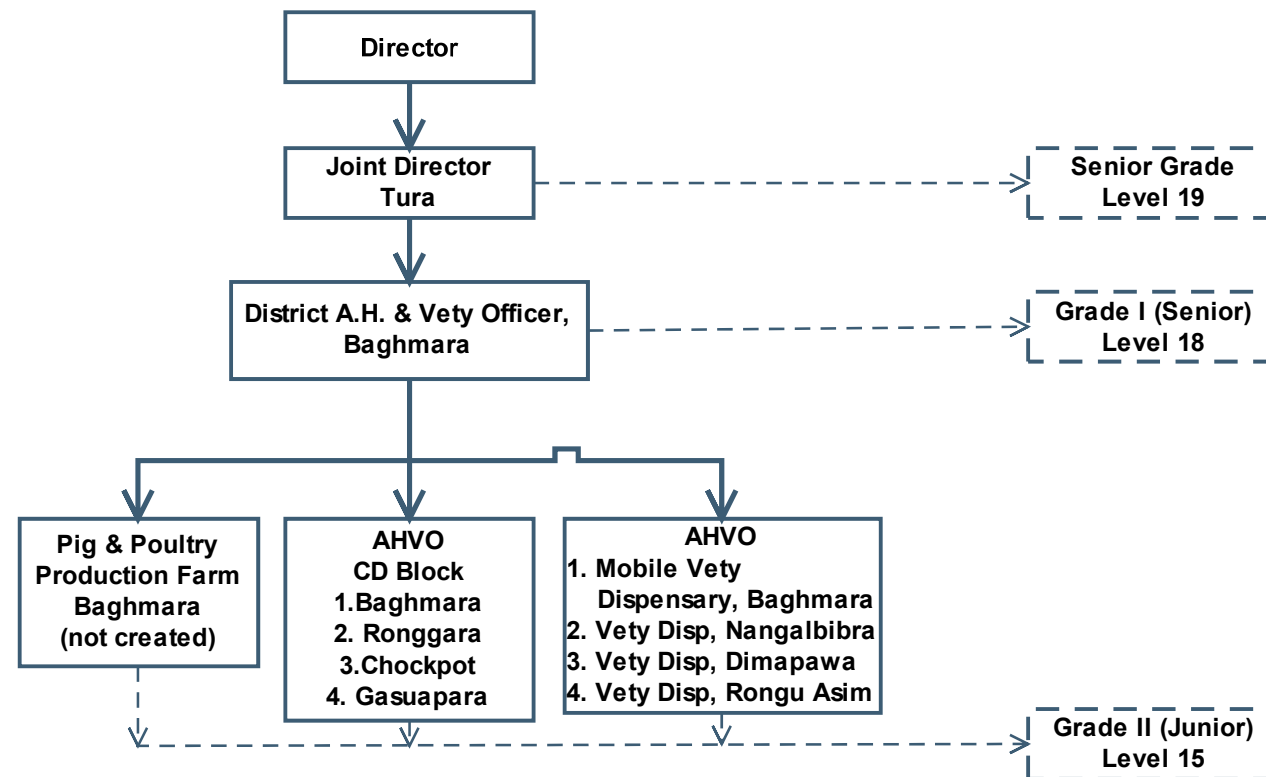 Director
Joint Director
Tura
Senior Grade
Level 19
District A.H. & Vety Officer,
Baghmara
Grade I (Senior)
Level 18
Pig & Poultry
Production Farm
Baghmara
(not created)
AHVO
CD Block
1.Baghmara
2. Ronggara
3.Chockpot
4. Gasuapara
AHVO
1. Mobile Vety
Dispensary, Baghmara
2. Vety Disp, Nangalbibra
3. Vety Disp, Dimapawa
4. Vety Disp, Rongu Asim
Grade II (Junior)
Level 15